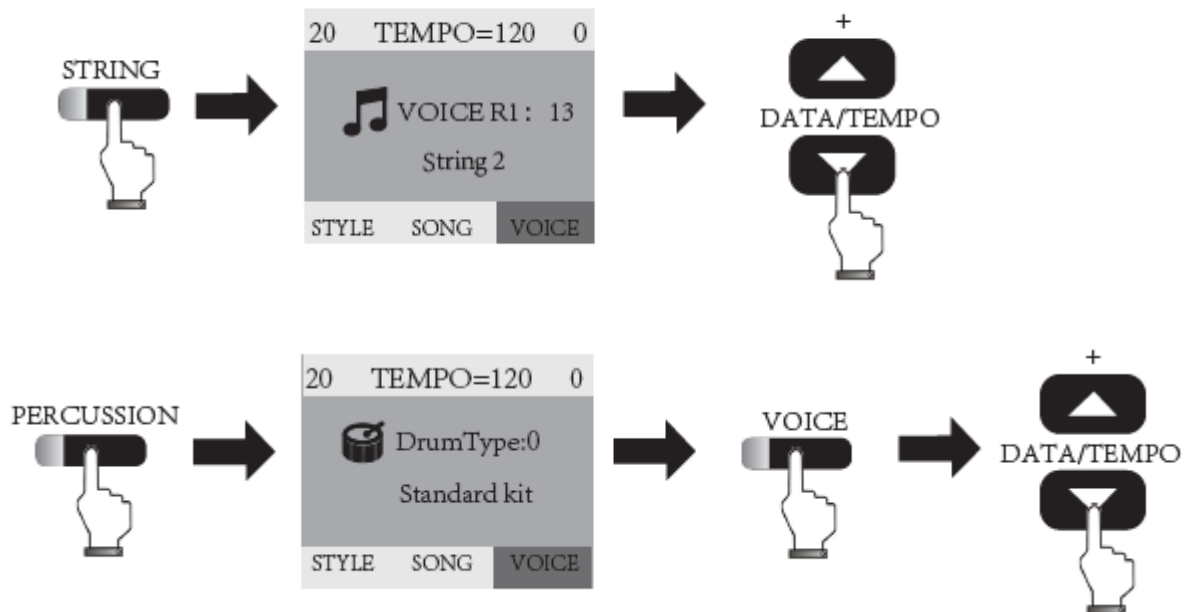 STRING
20 TEMPO=120 0
VOICE R1 : 13
String 2
STYLE SONG VOICE
+
DATA/TEMPO
PERCUSSION
20 TEMPO=120 0
DrumType:0
Standard kit
STYLE SONG VOICE
VOICE
+
DATA/TEMPO